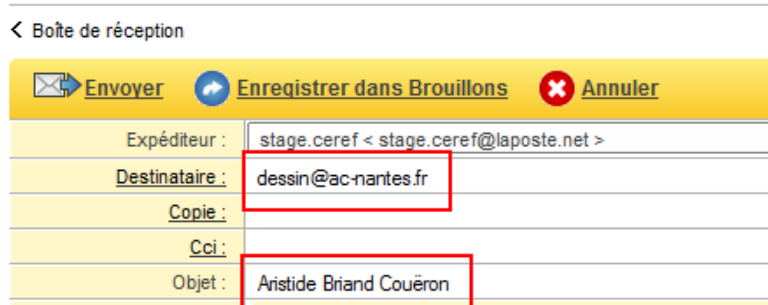 Boîte de réception
Envoyer Enregistrer dans Brouillons Annuler
Expéditeur : stage.ceref < stage.ceref@laposte.net >
Destinataire : dessin@ac-nantes.fr
Copie :
Cci :
Objet : Aristide Briand Couëron